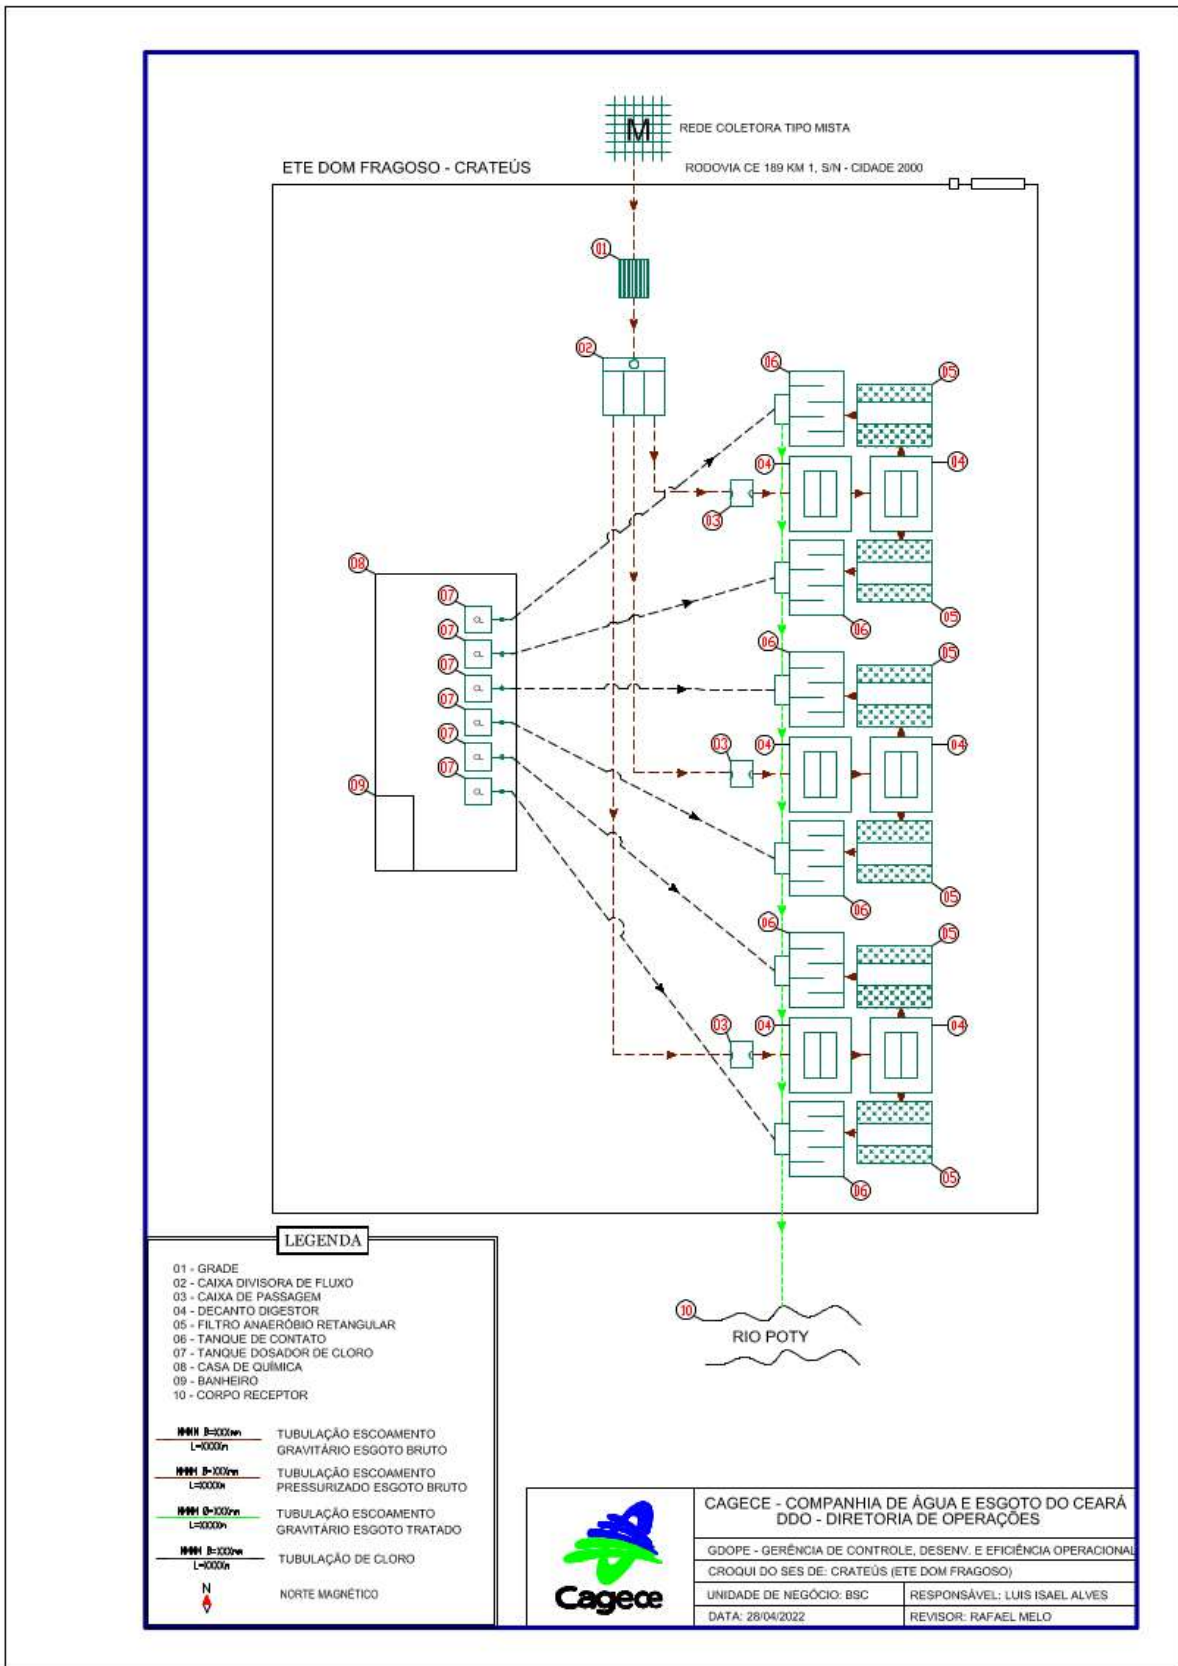 M
REDE COLETORA TIPO MISTA
ETE DOM FRAGOSO - CRATEÚS
RODOVIA CE 189 KM 1, S/N - CIDADE 2000
01
02
06
05
04
04
03
08
07
CL
05
06
07
CL
06
05
07
CL
07
CL
03
04
04
07
CL
09
07
CL
05
06
06
05
03
04
04
05
06
10
RIO POTY
LEGENDA
01 - GRADE
02 - CAIXA DIVISORA DE FLUXO
03 - CAIXA DE PASSAGEM
04 - DECANTO DIGESTOR
05 - FILTRO ANAERÓBIO RETANGULAR
06 - TANQUE DE CONTATO
07 - TANQUE DOSADOR DE CLORO
08 - CASA DE QUÍMICA
09 - BANHEIRO
10 - CORPO RECEPTOR
TUBULAÇÃO ESCOAMENTO
GRAVITÁRIO ESGOTO BRUTO
TUBULAÇÃO ESCOAMENTO
PRESSURIZADO ESGOTO BRUTO
TUBULAÇÃO ESCOAMENTO
GRAVITÁRIO ESGOTO TRATADO
TUBULAÇÃO DE CLORO
N
NORTE MAGNÉTICO
Cagece
CAGECE - COMPANHIA DE ÁGUA E ESGOTO DO CEARÁ
DDO - DIRETORIA DE OPERAÇÕES
GDOPE - GERÊNCIA DE CONTROLE, DESENV. E EFICIÊNCIA OPERACIONAL
CROQUI DO SES DE: CRATEÚS (ETE DOM FRAGOSO)
UNIDADE DE NEGÓCIO: BSC
RESPONSÁVEL: LUIS ISAEL ALVES
DATA: 28/04/2022
REVISOR: RAFAEL MELO